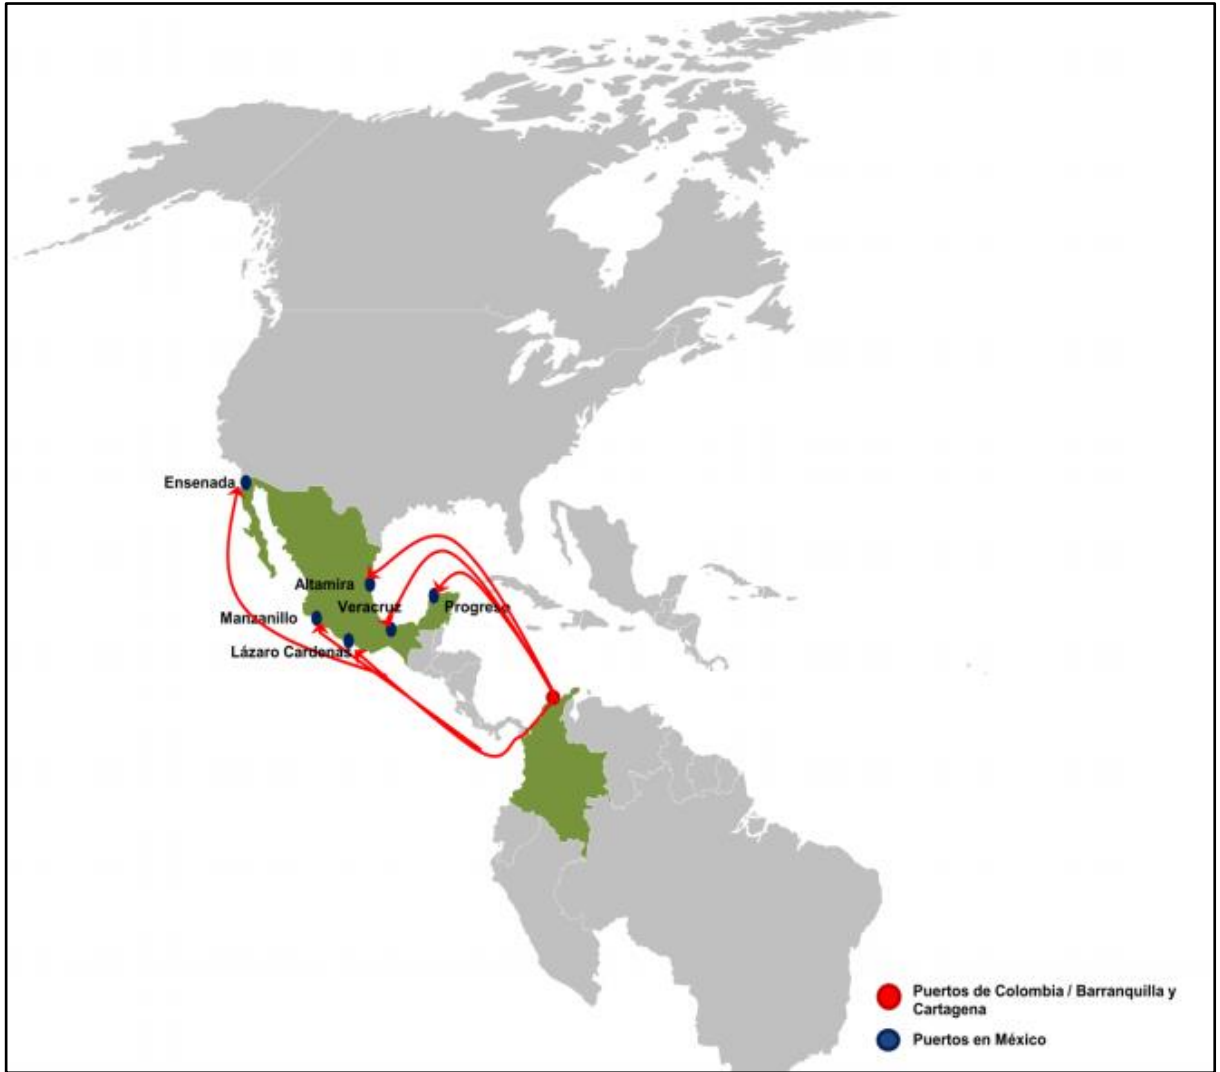 Ensenada
Altamira
Veracruz
Progreso
Manzanillo
Lázaro Cardenas
Puertos de Colombia / Barranquilla y
Cartagena
Puertos en México